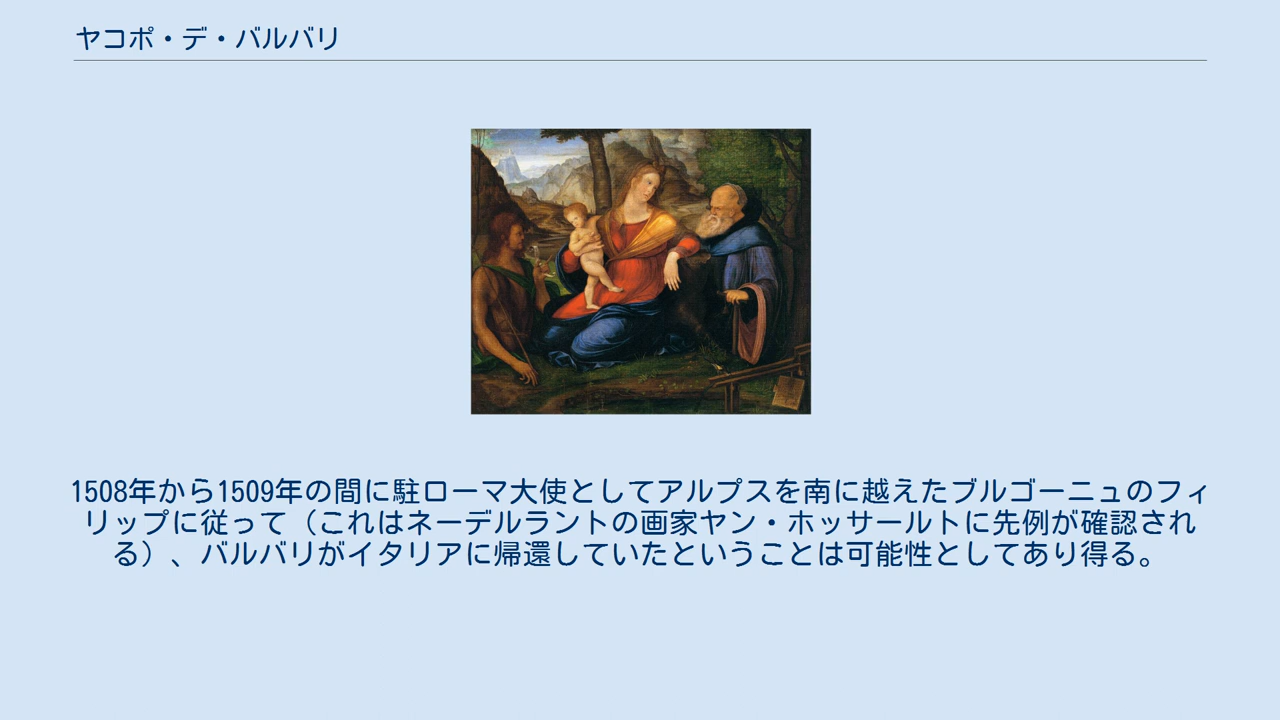 ヤコポ・デ・バルバリ
1508年から1509年の間に駐ローマ大使としてアルプスを南に越えたブルゴーニュのフィ
リップに従って（これはネーデルラントの画家ヤン・ホッサールトに先例が確認され
る）、バルバリがイタリアに帰還していたということは可能性としてあり得る。